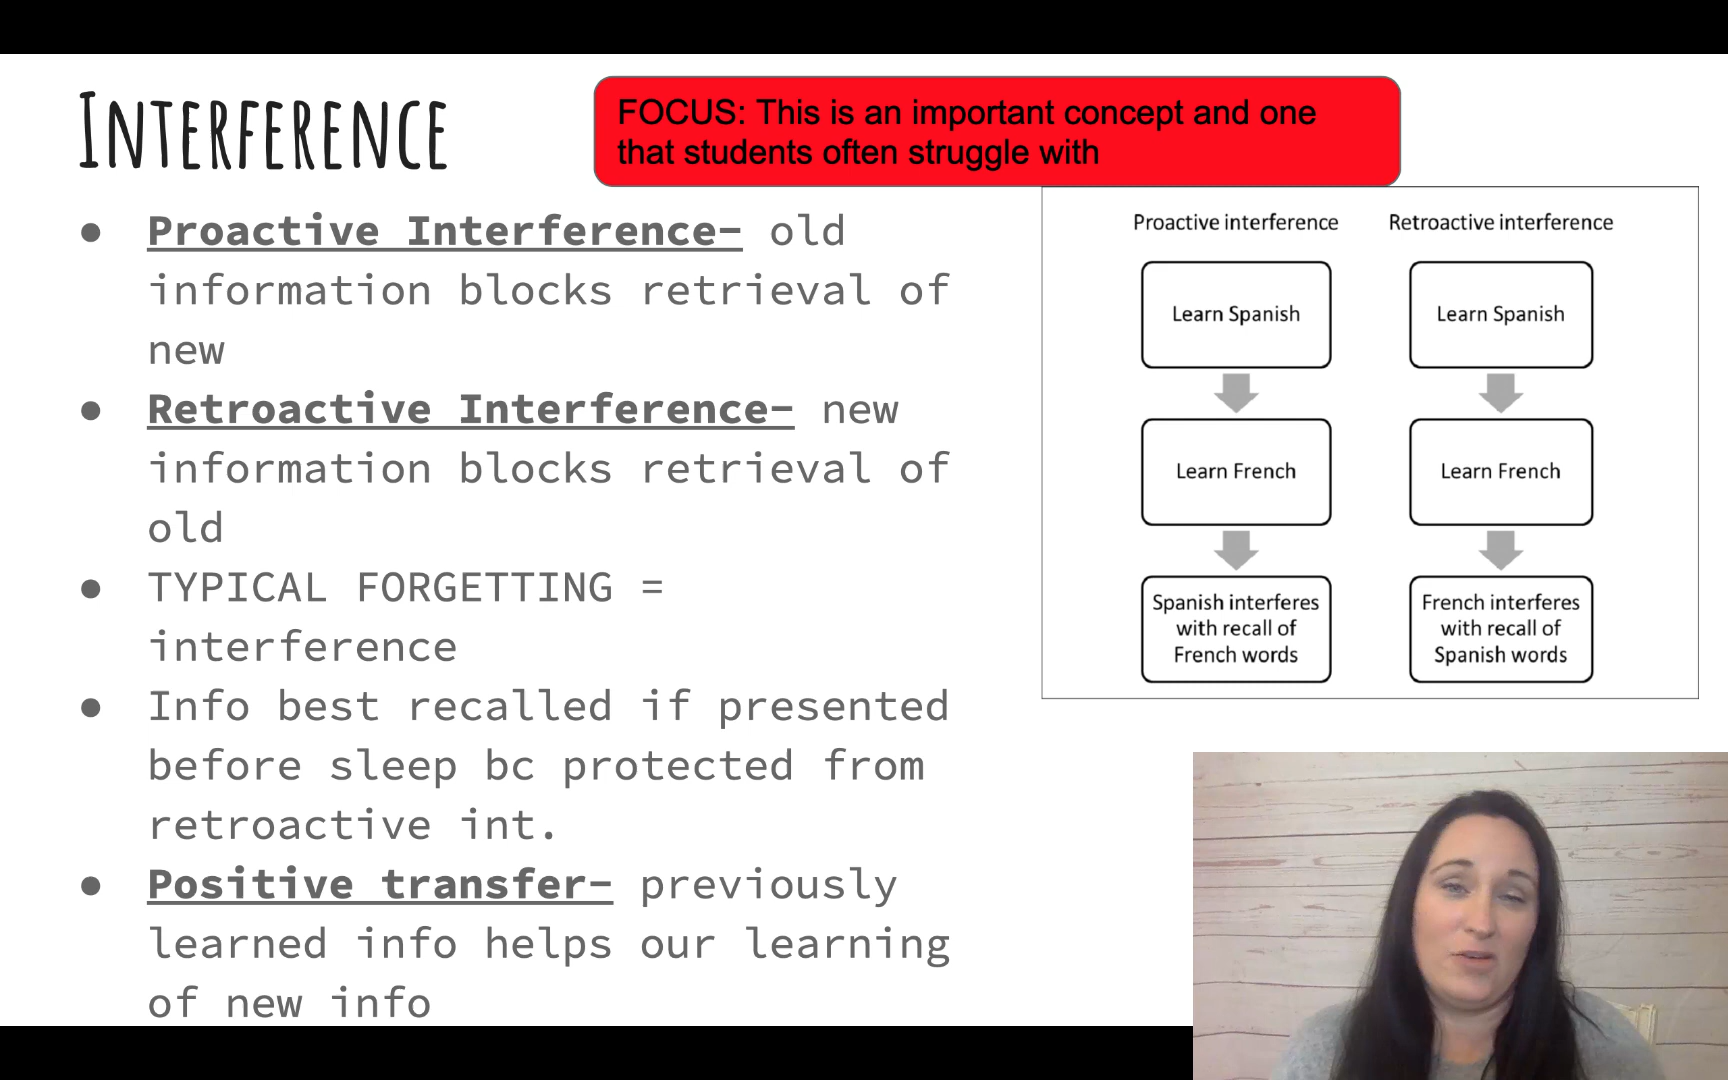 INTERFERENCE
FOCUS: This is an important concept and one
that students often struggle with
● Proactive Interference- old
information blocks retrieval of
new
● Retroactive Interference- new
information blocks retrieval of
old
● TYPICAL FORGETTING =
interference
● Info best recalled if presented
before sleep bc protected from
retroactive int.
● Positive transfer- previously
learned info helps our learning
of new info
Proactive interference
Learn Spanish
Learn French
Spanish interferes
with recall of
French words
Retroactive interference
Learn Spanish
Learn French
French interferes
with recall of
Spanish words